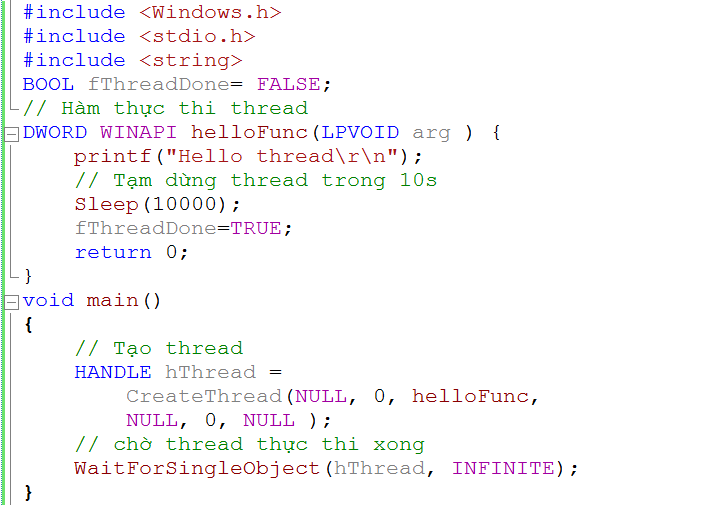 #include <Windows.h>
#include <stdio.h>
#include <string>
BOOL fThreadDone= FALSE;
// Hàm thực thi thread
DWORD WINAPI helloFunc(LPVOID arg ) {
    printf("Hello thread\r\n");
    // Tạm dừng thread trong 10s
    Sleep(10000);
    fThreadDone=TRUE;
    return 0;
}
void main()
{
    // Tạo thread
    HANDLE hThread =
        CreateThread(NULL, 0, helloFunc,
        NULL, 0, NULL );
    // chờ thread thực thi xong
    WaitForSingleObject(hThread, INFINITE);
}